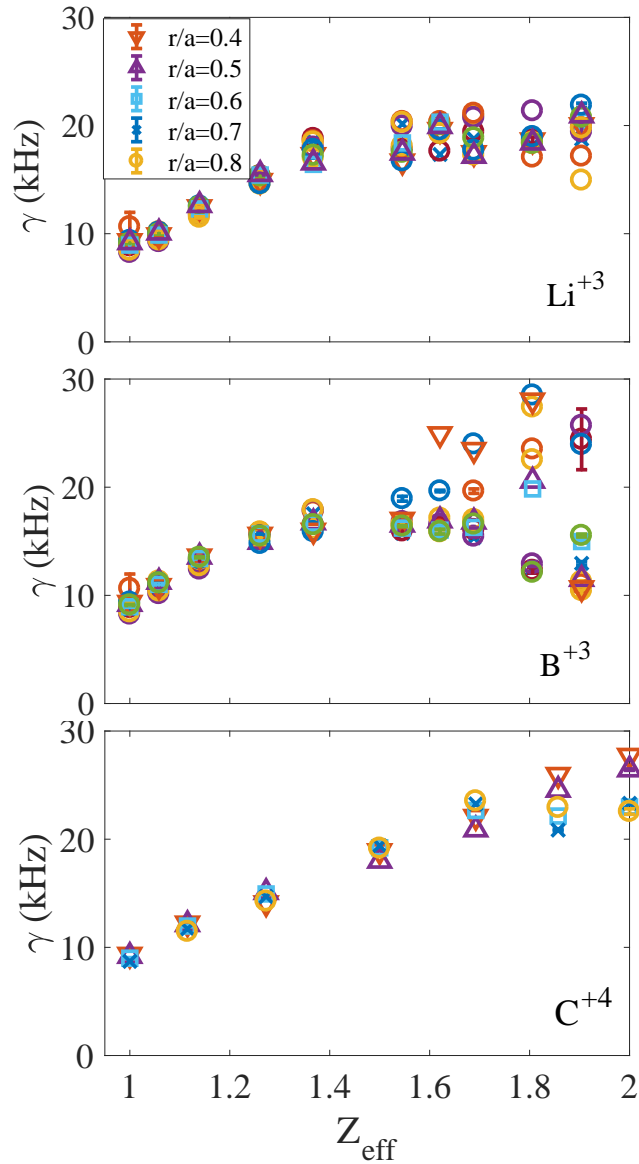 30
r/a=0.4
r/a=0.5
20
r/a=0.6
r/a=0.7
r/a=0.8
γ (kHz)
10
Li+3
0
30
20
γ (kHz)
10
B+3
0
30
20
γ (kHz)
10
C+4
0
1 1.2 1.4 1.6 1.8 2
Zeff